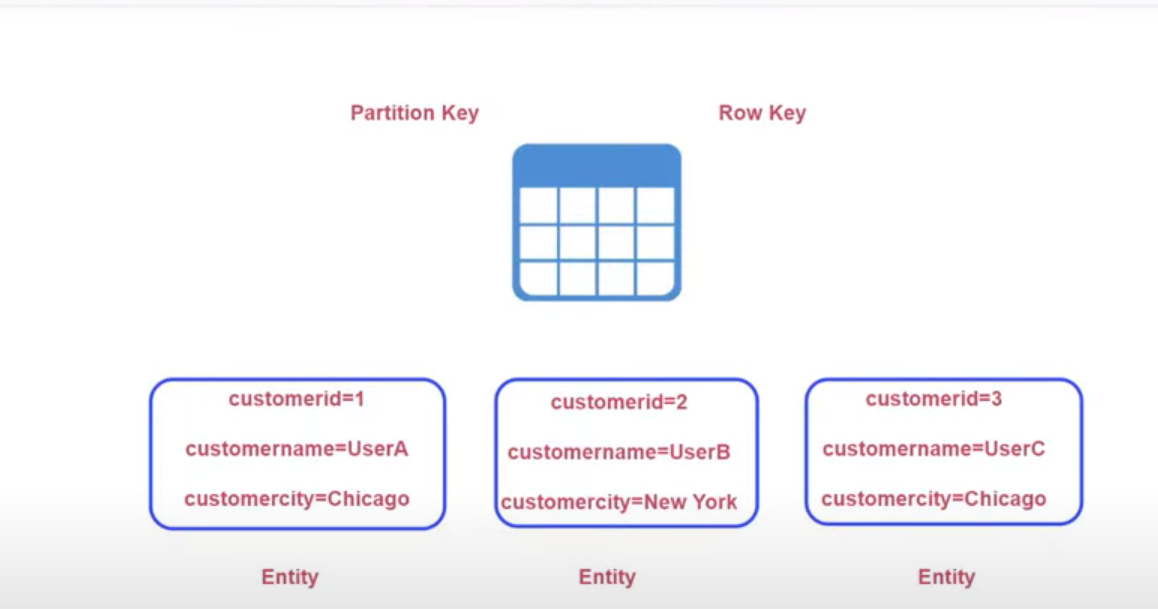 Partition Key
Row Key
customerid=1
customername=UserA
customercity=Chicago
customerid=2
customername=UserB
customercity=New York
customerid=3
customername=UserC
customercity=Chicago
Entity
Entity
Entity